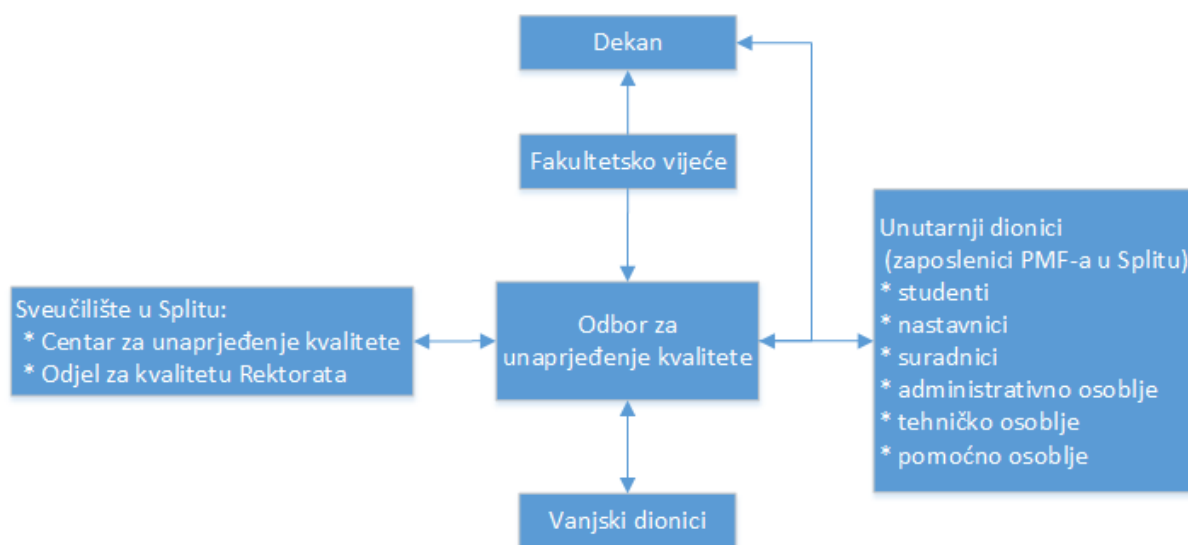 Dekan
Fakultetsko vijeće
Sveučilište u Splitu:
* Centar za unaprjeđenje kvalitete
* Odjel za kvalitetu Rektorata
Odbor za
unaprjeđenje kvalitete
Unutarnji dionici
(zaposlenici PMF-a u Splitu)
* studenti
* nastavnici
* suradnici
* administrativno osoblje
* tehničko osoblje
* pomoćno osoblje
Vanjski dionici